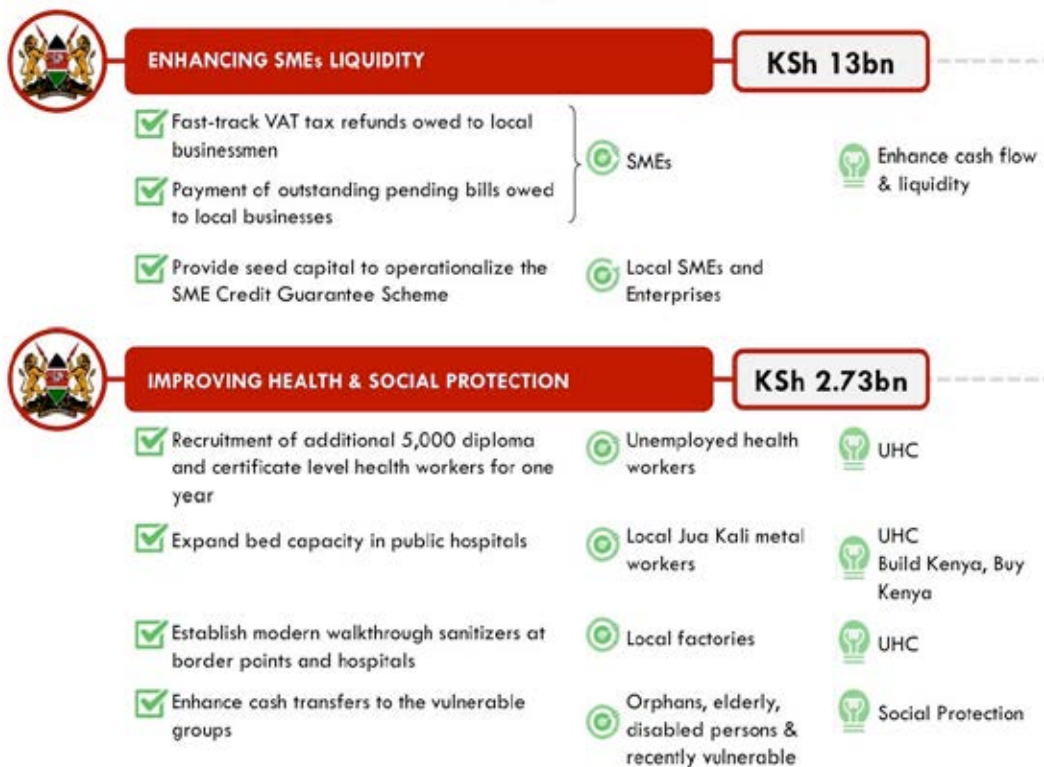 ENHANCING SMEs LIQUIDITY
KSh 13bn
Fast-track VAT tax refunds owed to local
businessmen
Payment of outstanding pending bills owed
to local businesses
SMEs
Enhance cash flow
& liquidity
Provide seed capital to operationalize the
SME Credit Guarantee Scheme
Local SMEs and
Enterprises
IMPROVING HEALTH & SOCIAL PROTECTION
KSh 2.73bn
Recruitment of additional 5,000 diploma
and certificate level health workers for one
year
Unemployed health
workers
UHC
Expand bed capacity in public hospitals
Local Jua Kali metal
workers
UHC
Build Kenya, Buy
Kenya
Establish modern walkthrough sanitizers at
border points and hospitals
Local factories
UHC
Enhance cash transfers to the vulnerable
groups
Orphans, elderly,
disabled persons &
recently vulnerable
Social Protection